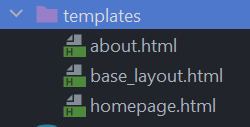 templates
H about.html
H base_layout.html
H homepage.html